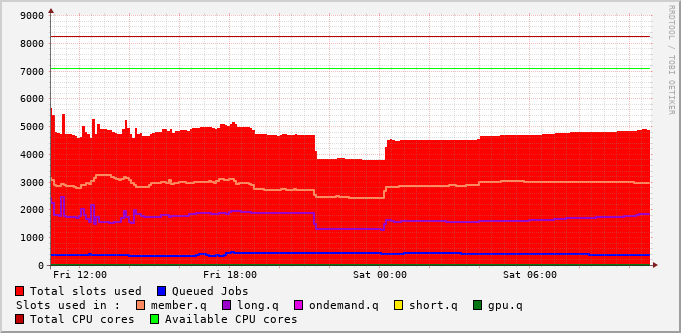 9000
8000
7000
6000
5000
4000
3000
2000
1000
0
Fri 12:00 Fri 18:00 Sat 00:00 Sat 06:00
RRDTOOL / TOBI OETIKER
Total slots used Queued Jobs
Slots used in : member.q long.q ondemand.q short.q gpu.q
Total CPU cores Available CPU cores